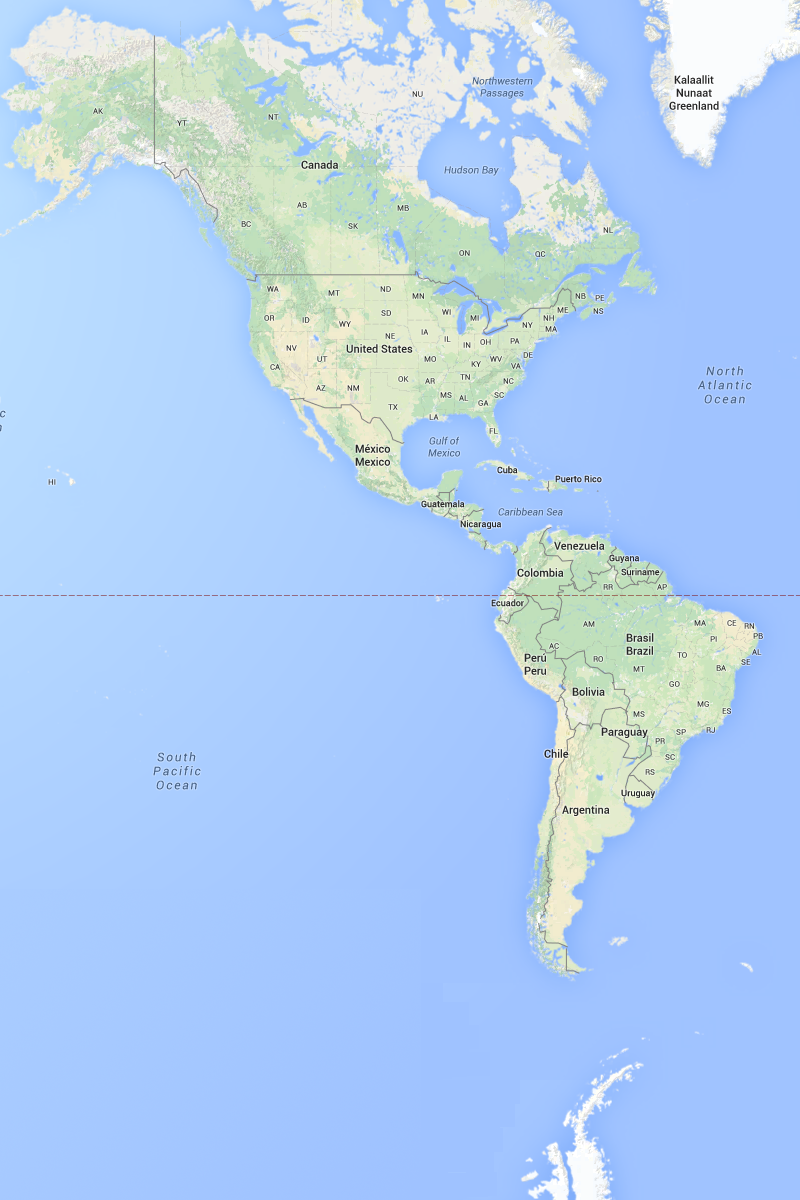 Kalaallit
Nunaat
Greenland
Northwestern
Passages
NU
AK
NT
YT
Canada
Hudson Bay
AB
MB
BC
SK
NL
ON
QC
WA
MT
ND
MN
NB
PE
NS
ME
OR
ID
WY
SD
WI
MI
NH
NY
MA
NE
IA
IL
IN
OH
PA
NV
UT
United States
MO
KY
WV
DE
VA
CA
AZ
NM
OK
AR
TN
NC
MS
AL
GA
SC
TX
LA
FL
North
Atlantic
Ocean
c
Gulf of
Mexico
México
Mexico
HI
Cuba
Puerto Rico
Guatemala
Caribbean Sea
Nicaragua
Venezuela
Guyana
Suriname
Colombia
RR
AP
Ecuador
AM
MA
CE
RN
PB
PI
Brasil
Brazil
AC
RO
TO
AL
SE
Perú
Peru
MT
BA
GO
Bolivia
MS
MG
ES
Paraguay
SP
RJ
PR
Chile
SC
South
Pacific
Ocean
RS
Uruguay
Argentina